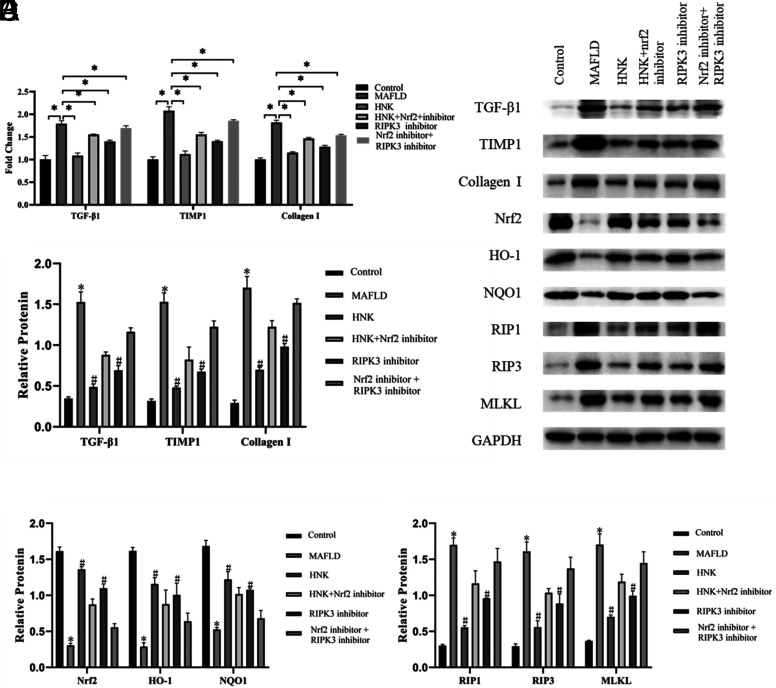 *
*
*
*
* * * * * *
Control
MAFLD
HNK
HNK+Nrf2+inhibitor
RIPK3 inhibitor
Nrf2 inhibitor+
RIPK3 inhibitor
Fold Change
2.5
2.0
1.5
1.0
0.5
0.0
TGF-β1 TIMP1 Collagen I
Control
MAFLD
HNK
HNK+nrf2
inhibitor
RIPK3 inhibitor
Nrf2 inhibitor+
RIPK3 inhibitor
TGF-β1
TIMP1
Collagen I
Nrf2
HO-1
NQO1
RIP1
RIP3
MLKL
GAPDH
Relative Protenin
2.0
1.5
1.0
0.5
0.0
* # # * # # * # #
TGF-β1 TIMP1 Collagen I
Control
MAFLD
HNK
HNK+Nrf2 inhibitor
RIPK3 inhibitor
Nrf2 inhibitor +
RIPK3 inhibitor
Relative Protenin
2.0
1.5
1.0
0.5
0.0
* # # * # # * # #
Nrf2 HO-1 NQO1
Control
MAFLD
HNK
HNK+Nrf2 inhibitor
RIPK3 inhibitor
Nrf2 inhibitor +
RIPK3 inhibitor
Relative Protenin
2.0
1.5
1.0
0.5
0.0
* # # * # # * # #
RIP1 RIP3 MLKL
Control
MAFLD
HNK
HNK+Nrf2 inhibitor
RIPK3 inhibitor
Nrf2 inhibitor +
RIPK3 inhibitor